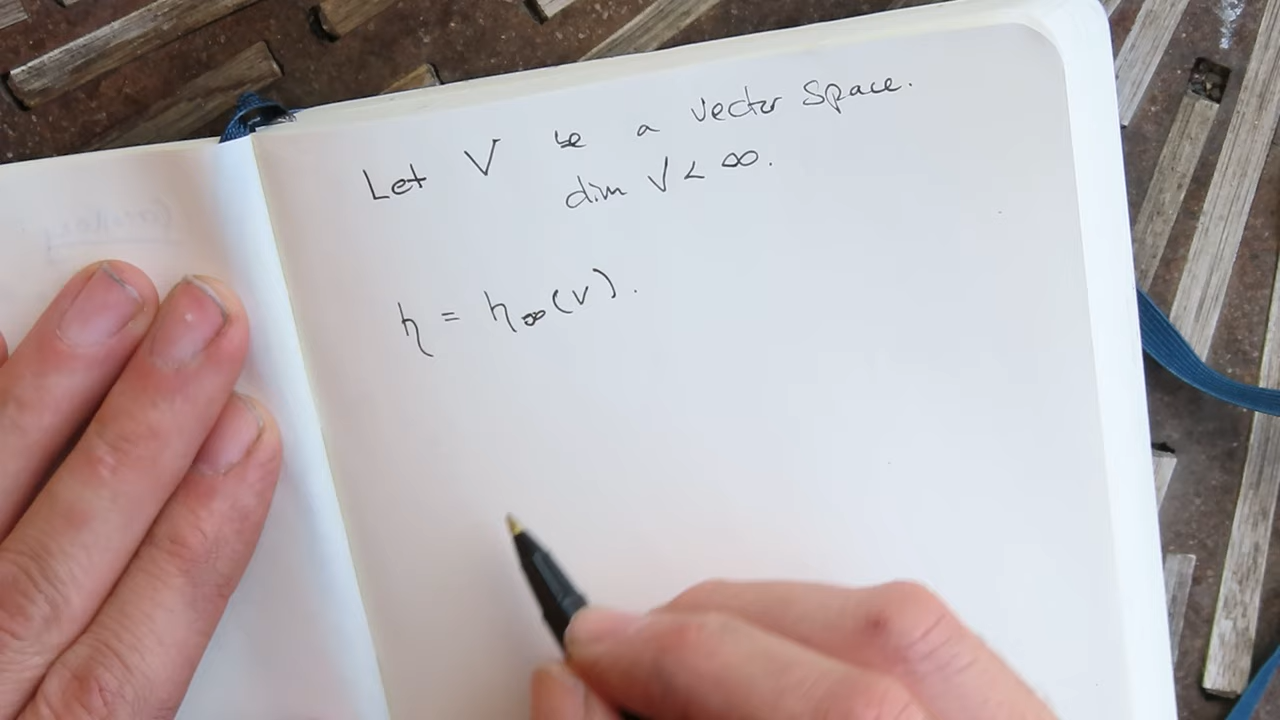 Let V be a vector space.
dim V < ∞.
η = η∞(V).